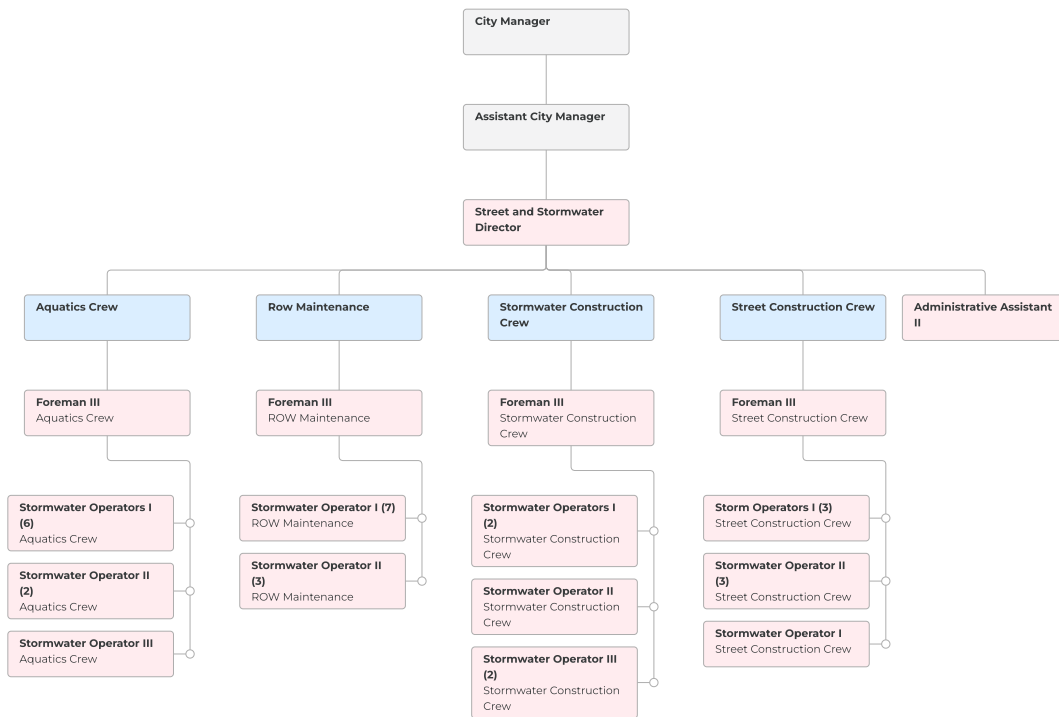 City Manager
Assistant City Manager
Street and Stormwater
Director
Aquatics Crew
Row Maintenance
Stormwater Construction
Crew
Street Construction Crew
Administrative Assistant
II
Foreman III
Aquatics Crew
Foreman III
ROW Maintenance
Foreman III
Stormwater Construction
Crew
Foreman III
Street Construction Crew
Stormwater Operators I
(6)
Aquatics Crew
Stormwater Operator II
(2)
Aquatics Crew
Stormwater Operator III
Aquatics Crew
Stormwater Operator I (7)
ROW Maintenance
Stormwater Operator II
(3)
ROW Maintenance
Stormwater Operators I
(2)
Stormwater Construction
Crew
Stormwater Operator II
Stormwater Construction
Crew
Stormwater Operator III
(2)
Stormwater Construction
Crew
Storm Operators I (3)
Street Construction Crew
Stormwater Operator II
(3)
Street Construction Crew
Stormwater Operator I
Street Construction Crew